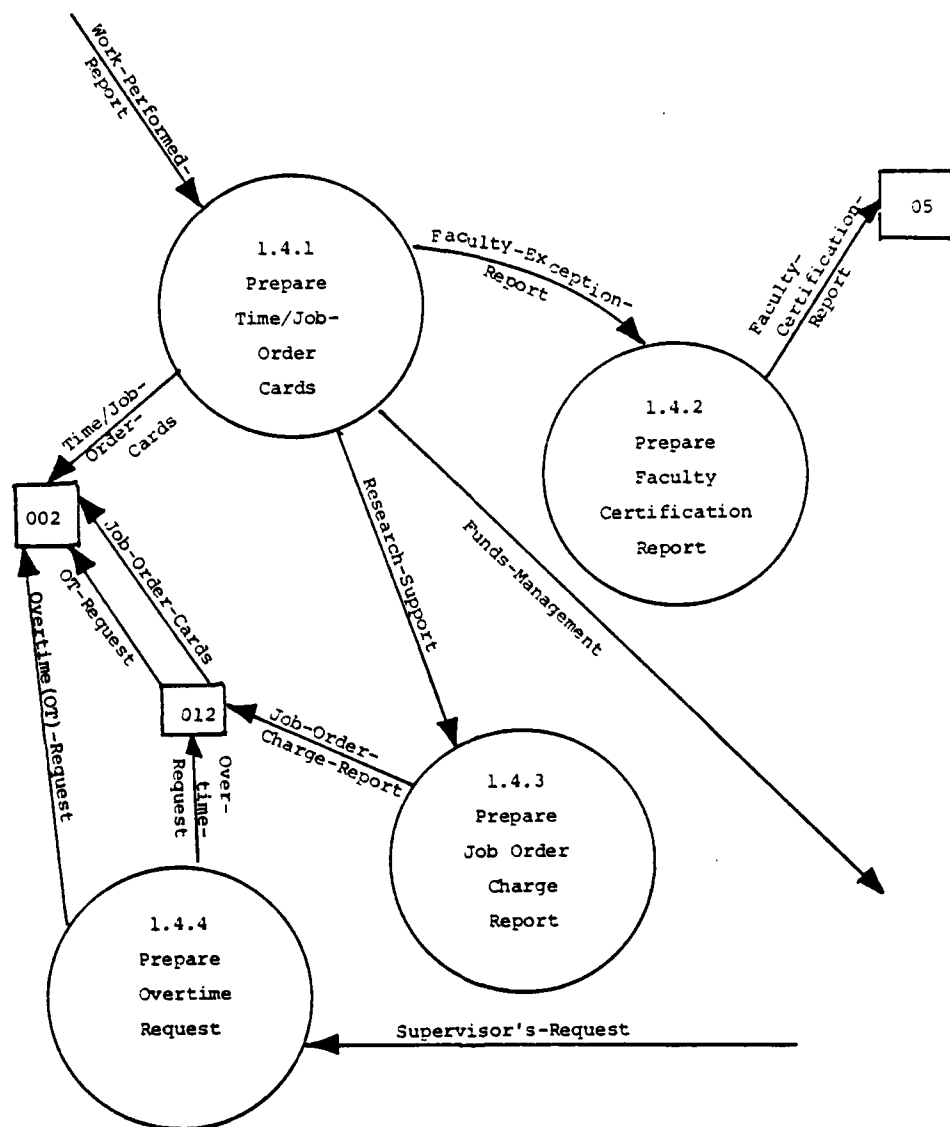 Work-Performed-
Report
1.4.1
Prepare
Time/Job-
Order
Cards
Faculty-Exception-
Report
Faculty-
Certification-
Report
05
1.4.2
Prepare
Faculty
Certification
Report
Time/Job-
Order-
Cards
002
Job-Order-Cards
OT-Request
Overtime(OT)-Request
Research-Support
Funds-Management
012
Job-Order-
Charge-Report
Over-
time-
Request
1.4.3
Prepare
Job Order
Charge
Report
1.4.4
Prepare
Overtime
Request
Supervisor's-Request